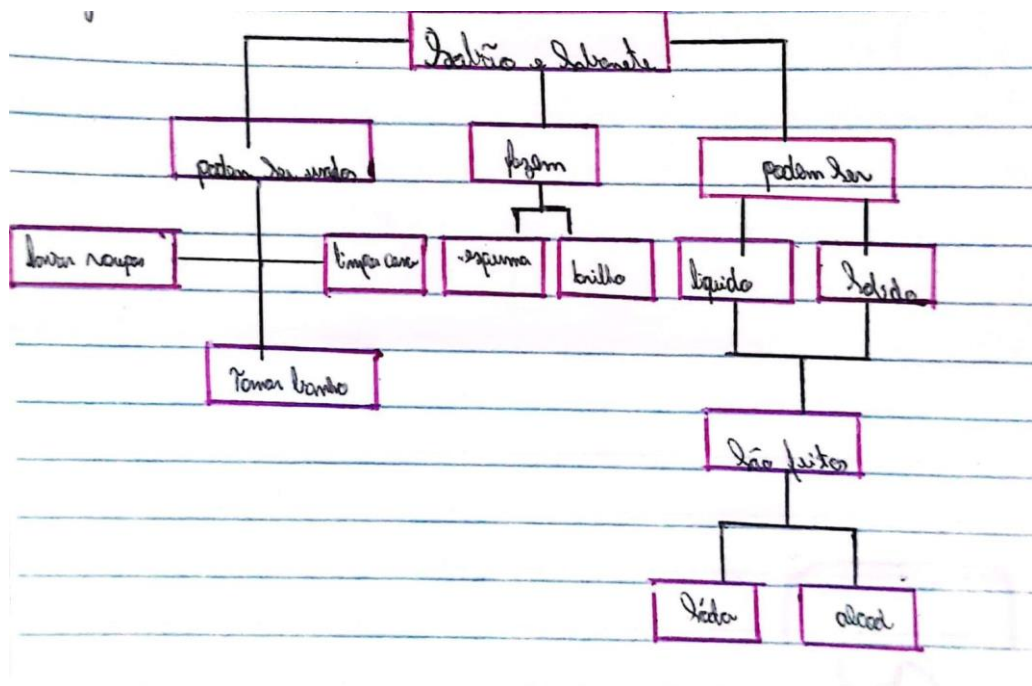 Sabão e Sabonete
podem ser usados
fazem
podem ser
lavar roupas
limpar casa
espuma
brilho
liquido
Solido
Tomar banho
São feitos
Sóda
alcool